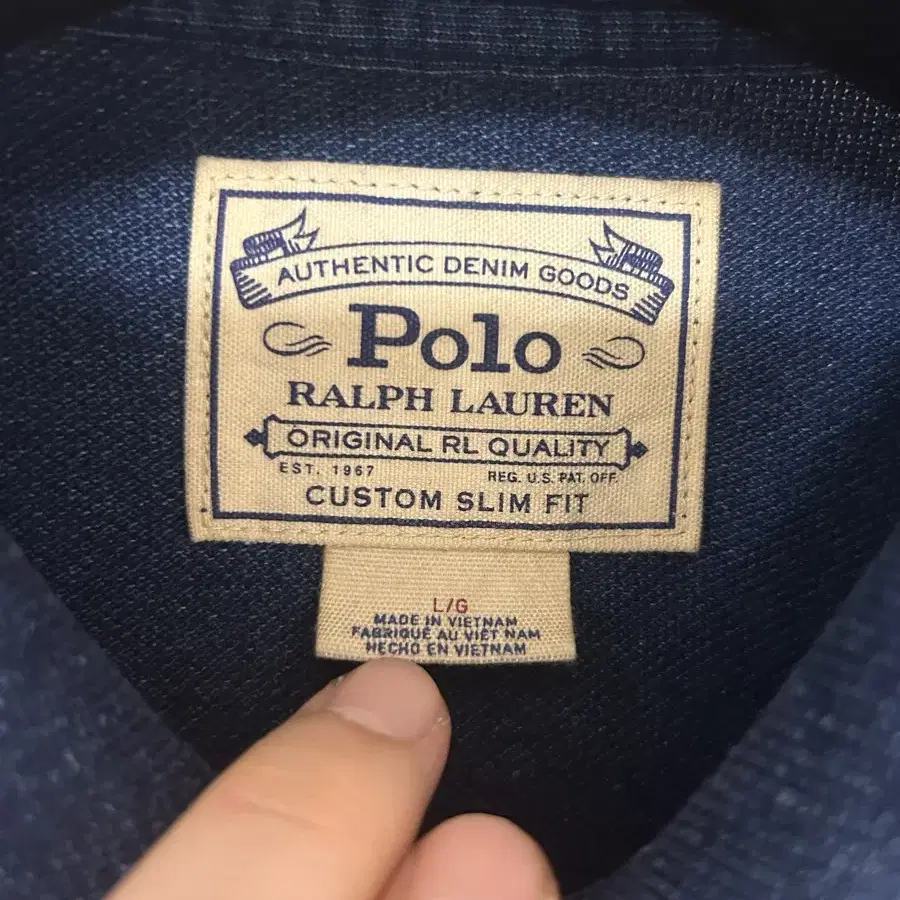 AUTHENTIC DENIM GOODS
Polo
RALPH LAUREN
ORIGINAL RL QUALITY
EST. 1967 REG. U.S. PAT. OFF.
CUSTOM SLIM FIT
L/G
MADE IN VIETNAM
FABRIQUÉ AU VIET NAM
HECHO EN VIETNAM